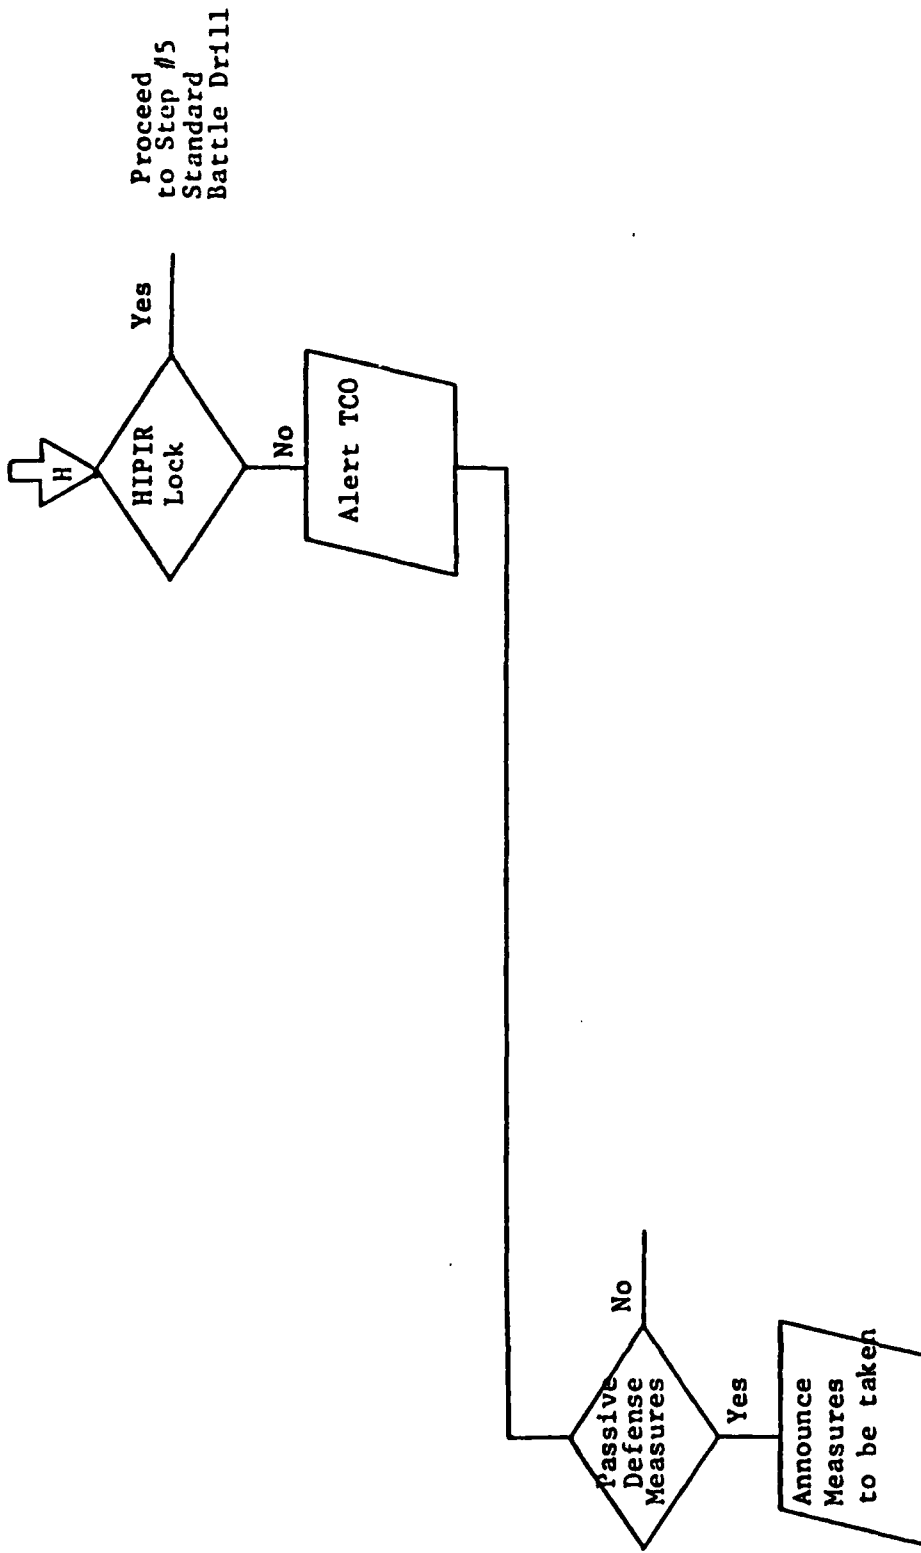 H
HIPIR
Lock
Yes
Proceed
to Step #5
Standard
Battle Drill
No
Alert TCO
Passive
Defense
Measures
No
Yes
Announce
Measures
to be taken